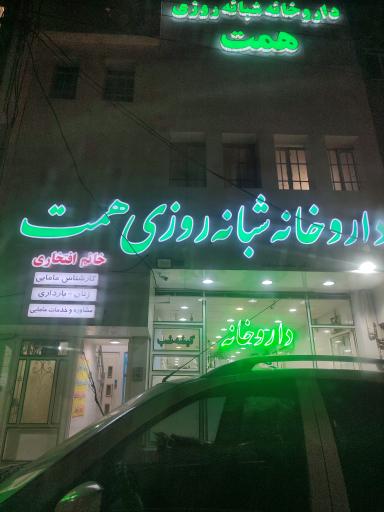 داروخانه شبانه روزی
همت
داروخانه شبانه روزی همت
خانم افتخاری
کارشناس مامایی
زنان - بارداری
مشاوره و خدمات مامایی
داروخانه